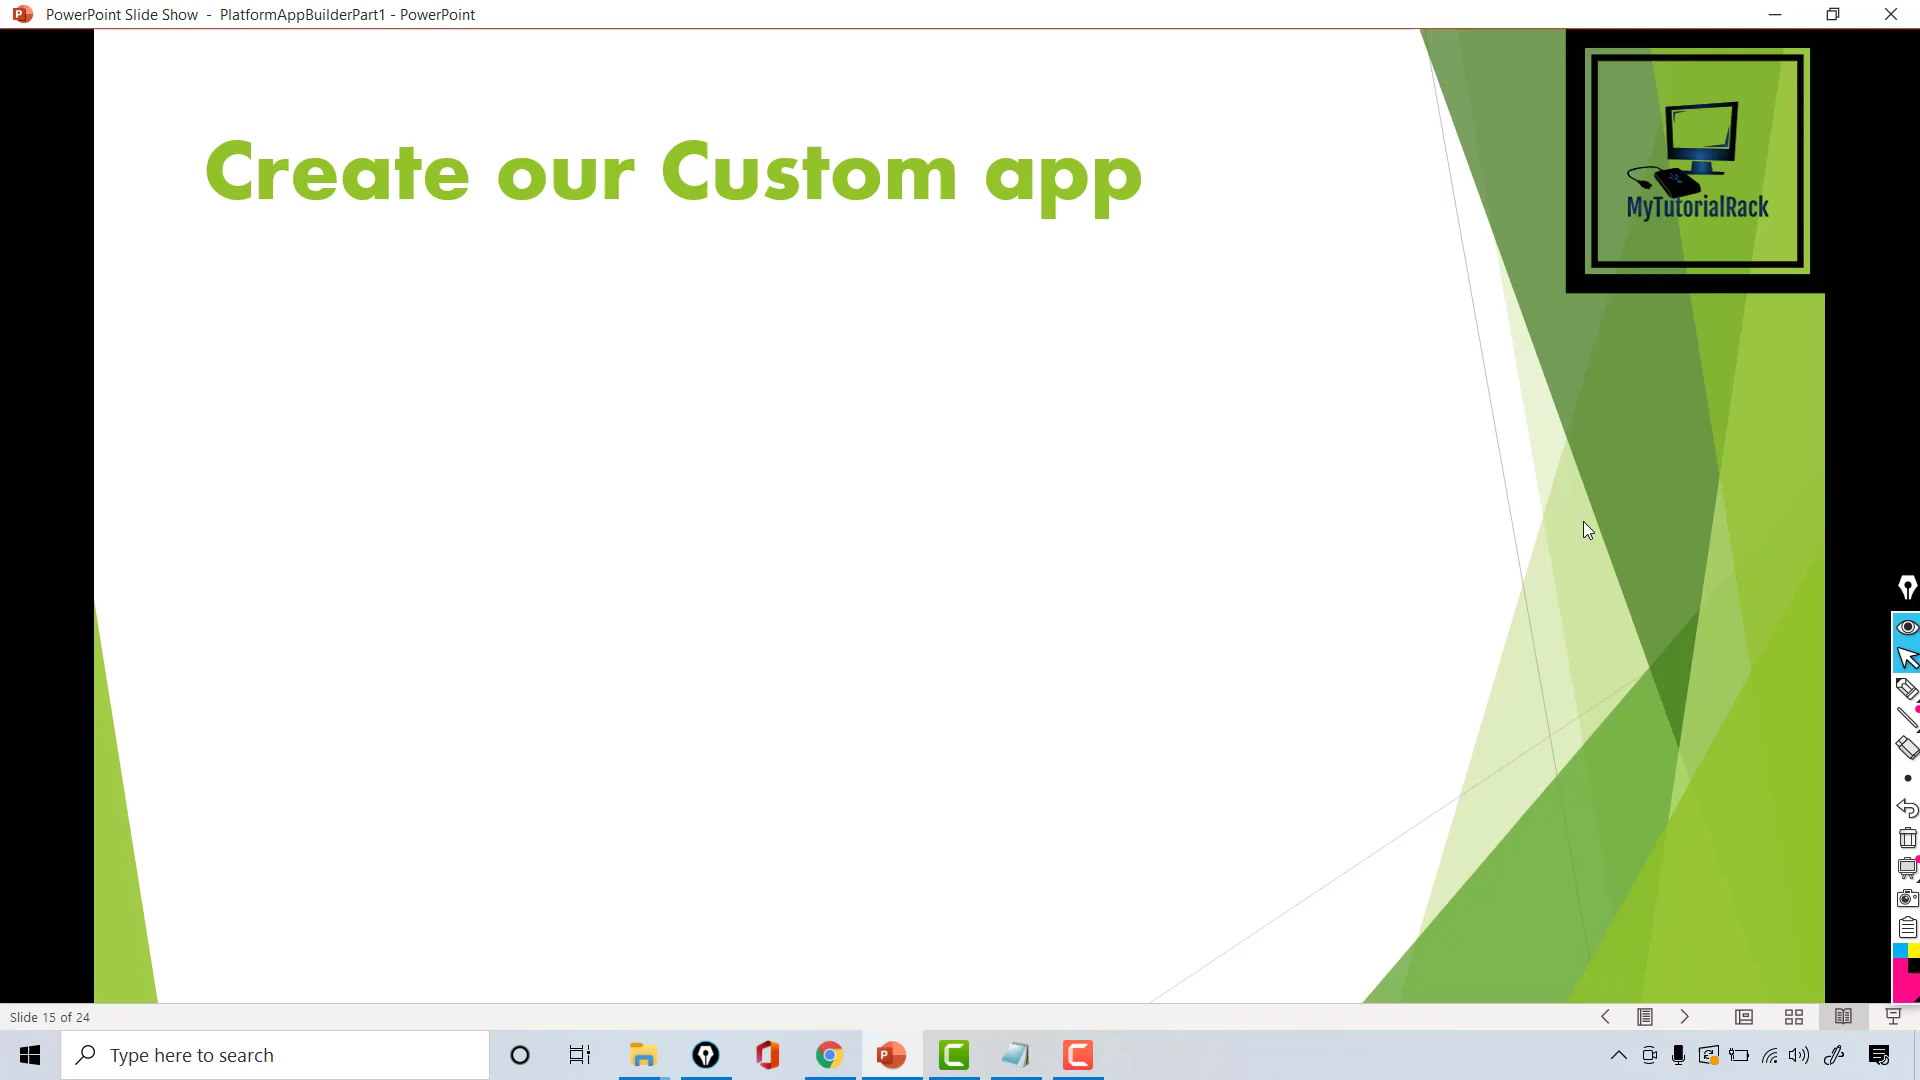 PowerPoint Slide Show - PlatformAppBuilderPart1 - PowerPoint
Create our Custom app
MyTutorialRack
Slide 15 of 24
Type here to search